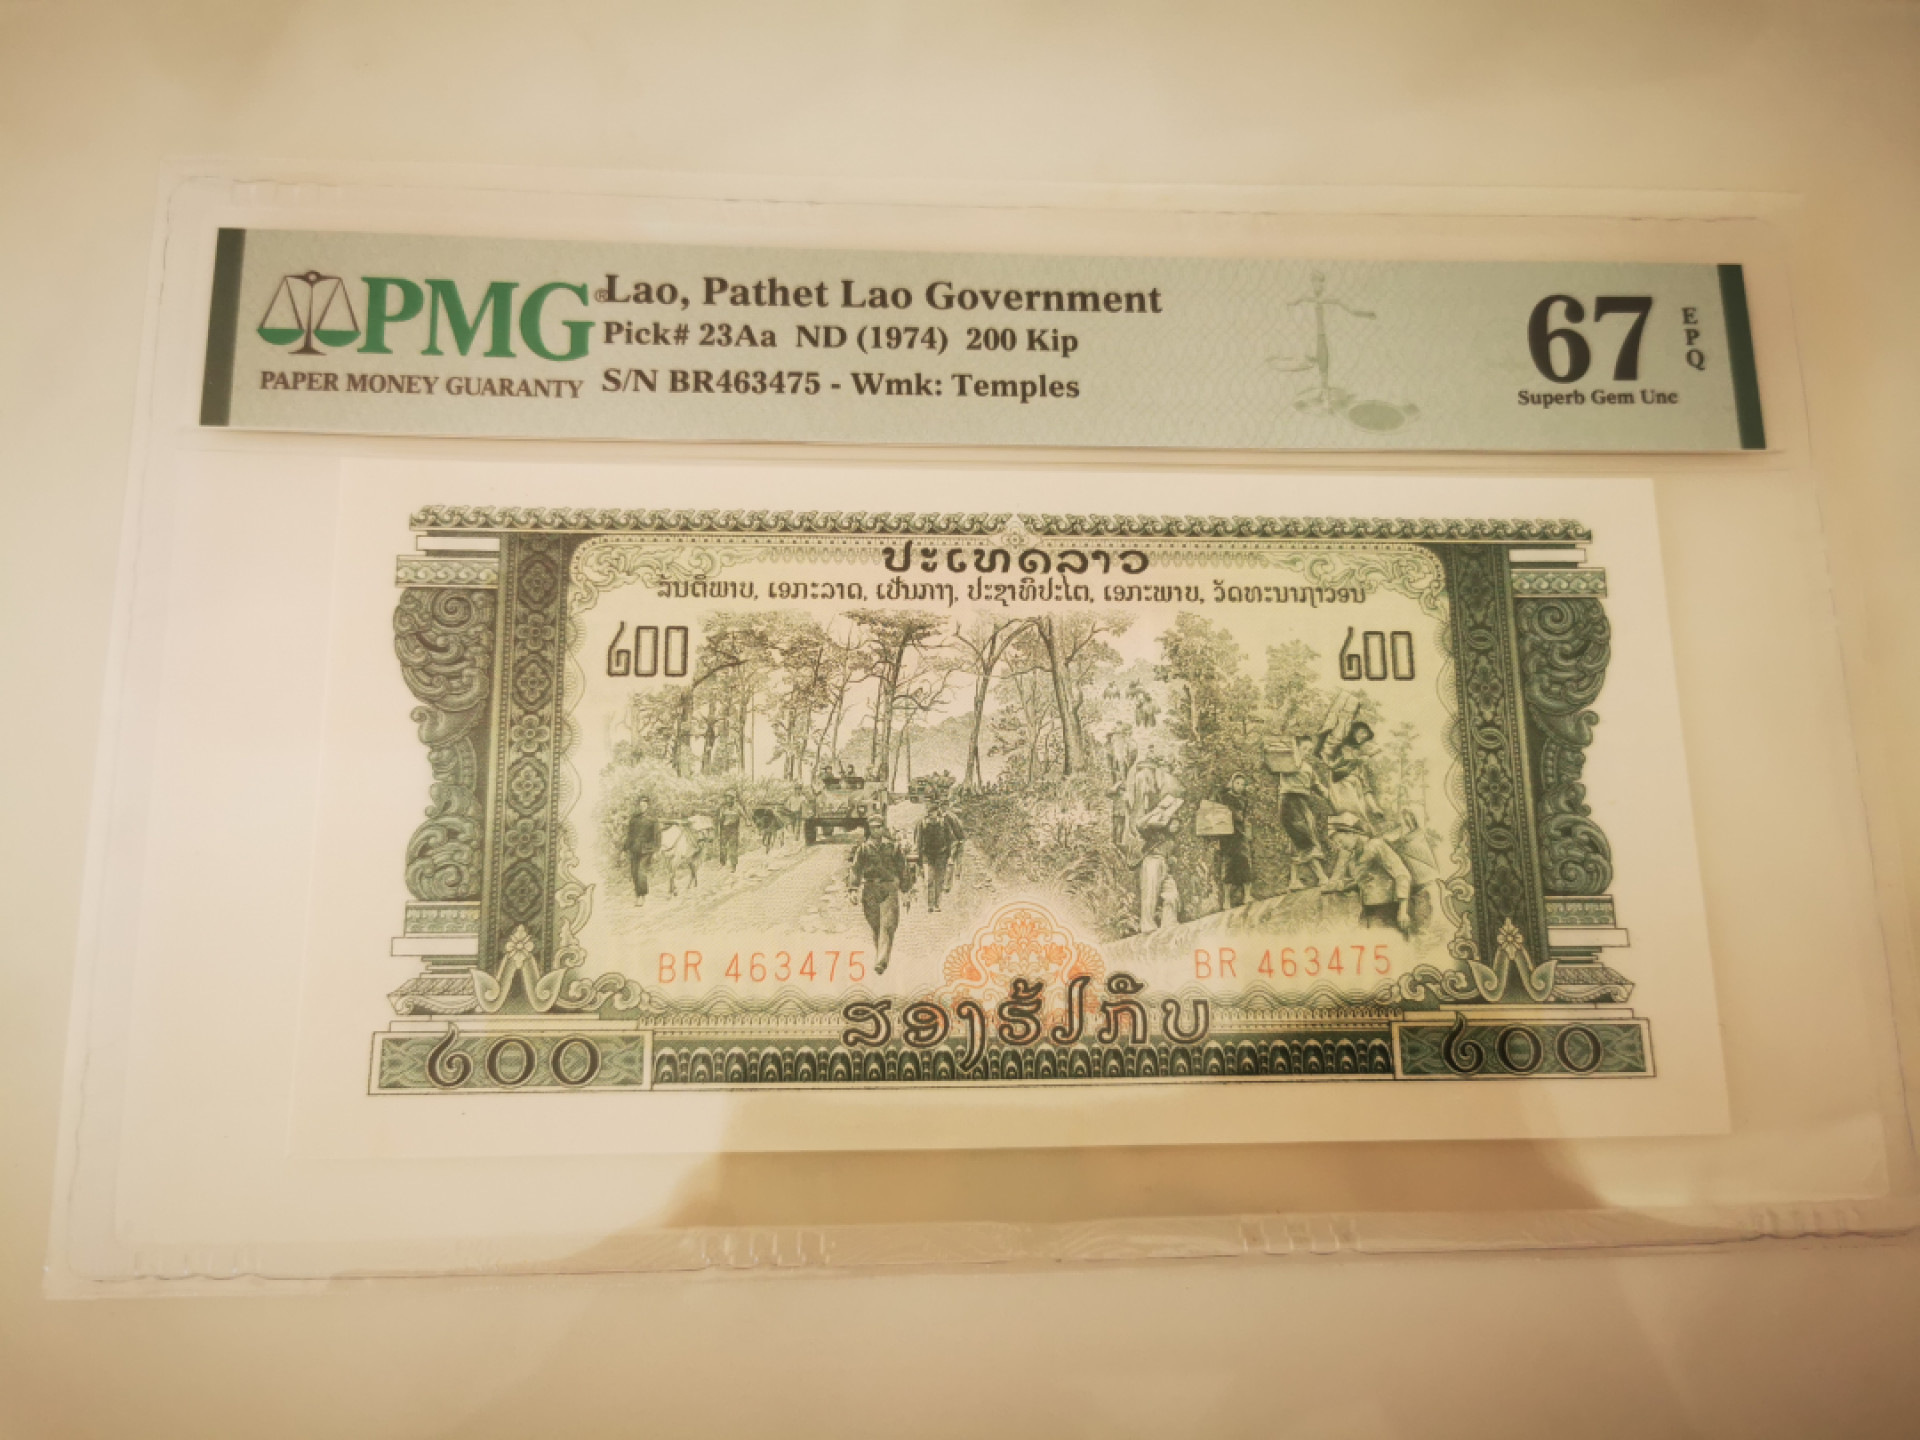 PMG®
PAPER MONEY GUARANTY
Lao, Pathet Lao Government
Pick# 23Aa ND (1974) 200 Kip
S/N BR463475 - Wmk: Temples
67
EPQ
Superb Gem Unc
ປະເທດລາວ
ສັນຕິພາບ, ເອກະລາດ, ເປັນກາງ, ປະຊາທິປະໄຕ, ເອກະພາບ, ວັດທະນາຖາວອນ
໒໐໐ ໒໐໐
BR 463475 BR 463475
ສອງຮ້ອຍກີບ
໒໐໐ ໒໐໐